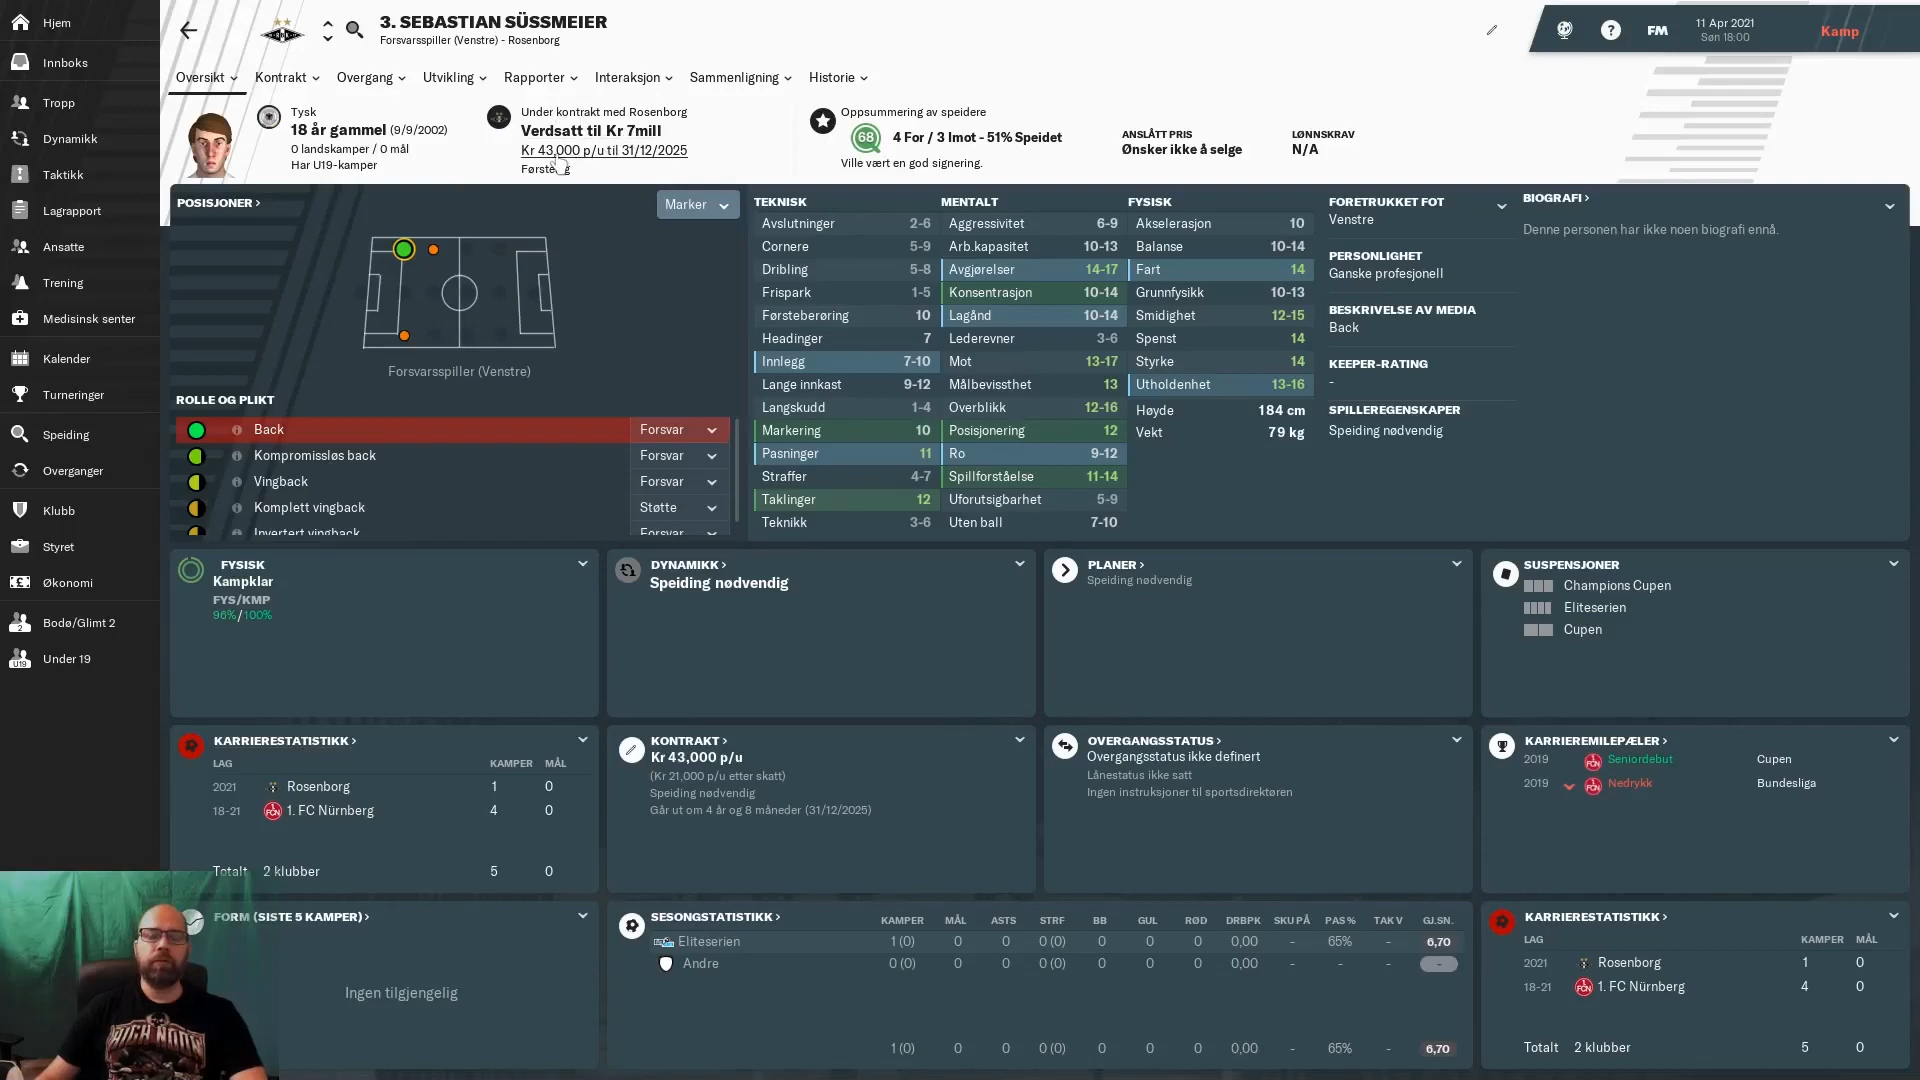 Hjem
Innboks
Tropp
Dynamikk
Taktikk
Lagrapport
Ansatte
Trening
Medisinsk senter
Kalender
Turneringer
Speiding
Overganger
Klubb
Styret
Økonomi
Bodø/Glimt 2
Under 19
3. SEBASTIAN SÜSSMEIER
Forsvarsspiller (Venstre) - Rosenborg
FM
11 Apr 2021
Søn 18:00
Kamp
Oversikt Kontrakt Overgang Utvikling Rapporter Interaksjon Sammenligning Historie
Tysk
18 år gammel (9/9/2002)
0 landskamper / 0 mål
Har U19-kamper
Under kontrakt med Rosenborg
Verdsatt til Kr 7mill
Kr 43,000 p/u til 31/12/2025
Oppsummering av speidere
68 4 For / 3 Imot - 51% Speidet
Ville vært en god signering.
ANSLÅTT PRIS
Ønsker ikke å selge
LØNNSKRAV
N/A
POSISJONER
Marker
Forsvarsspiller (Venstre)
ROLLE OG PLIKT
Back Forsvar
Kompromissløs back Forsvar
Vingback Forsvar
Komplett vingback Støtte
Invertert vingback Forsvar
TEKNISK
Avslutninger 2-6
Cornere 5-9
Dribling 5-8
Frispark 1-5
Førsteberøring 10
Headinger 7
Innlegg 7-10
Lange innkast 9-12
Langskudd 1-4
Markering 10
Pasninger 11
Straffer 4-7
Taklinger 12
Teknikk 3-6
MENTALT
Aggressivitet 6-9
Arb.kapasitet 10-13
Avgjørelser 14-17
Konsentrasjon 10-14
Lagånd 10-14
Lederevner 3-6
Mot 13-17
Målbevissthet 13
Overblikk 12-16
Posisjonering 12
Ro 9-12
Spillforståelse 11-14
Uforutsigbarhet 5-9
Uten ball 7-10
FYSISK
Akselerasjon 10
Balanse 10-14
Fart 14
Grunnfysikk 10-13
Smidighet 12-15
Spenst 14
Styrke 14
Utholdenhet 13-16
Høyde 184 cm
Vekt 79 kg
FORETRUKKET FOT
Venstre
PERSONLIGHET
Ganske profesjonell
BESKRIVELSE AV MEDIA
Back
KEEPER-RATING
-
SPILLEREGENSKAPER
Speiding nødvendig
BIOGRAFI
Denne personen har ikke noen biografi ennå.
FYSISK
Kampklar
FYS/KMP
96%/100%
DYNAMIKK
Speiding nødvendig
PLANER
Speiding nødvendig
SUSPENSJONER
Champions Cupen
Eliteserien
Cupen
KARRIERESTATISTIKK
LAG KAMPER MÅL
2021 Rosenborg 1 0
18-21 1. FC Nürnberg 4 0
Totalt 2 klubber 5 0
KONTRAKT
Kr 43,000 p/u
(Kr 21,000 p/u etter skatt)
Speiding nødvendig
Går ut om 4 år og 8 måneder (31/12/2025)
OVERGANGSSTATUS
Overgangsstatus ikke definert
Lånestatus ikke satt
Ingen instruksjoner til sportsdirektøren
KARRIEREMILEPÆLER
2019 Seniordebut Cupen
2019 Nedrykk Bundesliga
FORM (SISTE 5 KAMPER)
Ingen tilgjengelig
HIGH NOON
SESONGSTATISTIKK KAMPER MÅL ASTS STRF BB GUL RØD DRBPK SKU PÅ PAS % TAK V GJ.SN.
Eliteserien 1 (0) 0 0 0 (0) 0 0 0 0,00 - 65% - 6,70
Andre 0 (0) 0 0 0 (0) 0 0 0 0,00 - - - -
1 (0) 0 0 0 (0) 0 0 0 0,00 - 65% - 6,70
KARRIERESTATISTIKK
LAG KAMPER MÅL
2021 Rosenborg 1 0
18-21 1. FC Nürnberg 4 0
Totalt 2 klubber 5 0